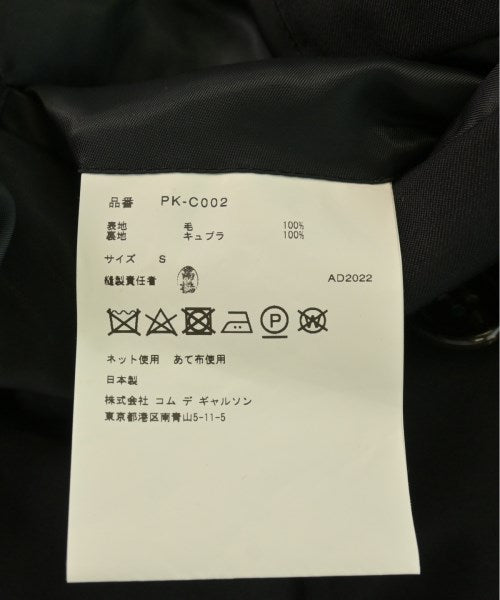 品番 PK-C002
表地 毛 100%
裏地 キュプラ 100%
サイズ S
縫製責任者 高橋
AD2022
P
W
ネット使用 あて布使用
日本製
株式会社 コム デ ギャルソン
東京都港区南青山5-11-5